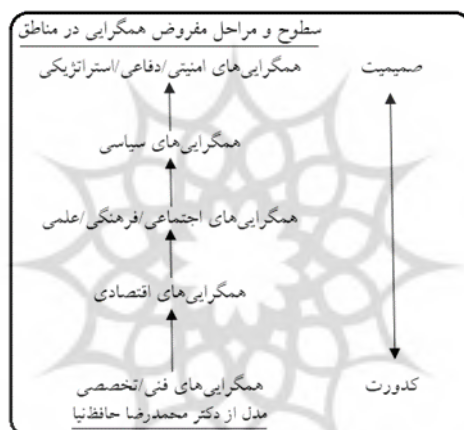 سطوح و مراحل مفروض همگرایی در مناطق
صمیمیت
همگرایی‌های امنیتی/دفاعی/استراتژیکی
همگرایی‌های سیاسی
همگرایی‌های اجتماعی/فرهنگی/علمی
همگرایی‌های اقتصادی
کدورت
همگرایی‌های فنی/تخصصی
مدل از دکتر محمدرضا حافظ‌نیا